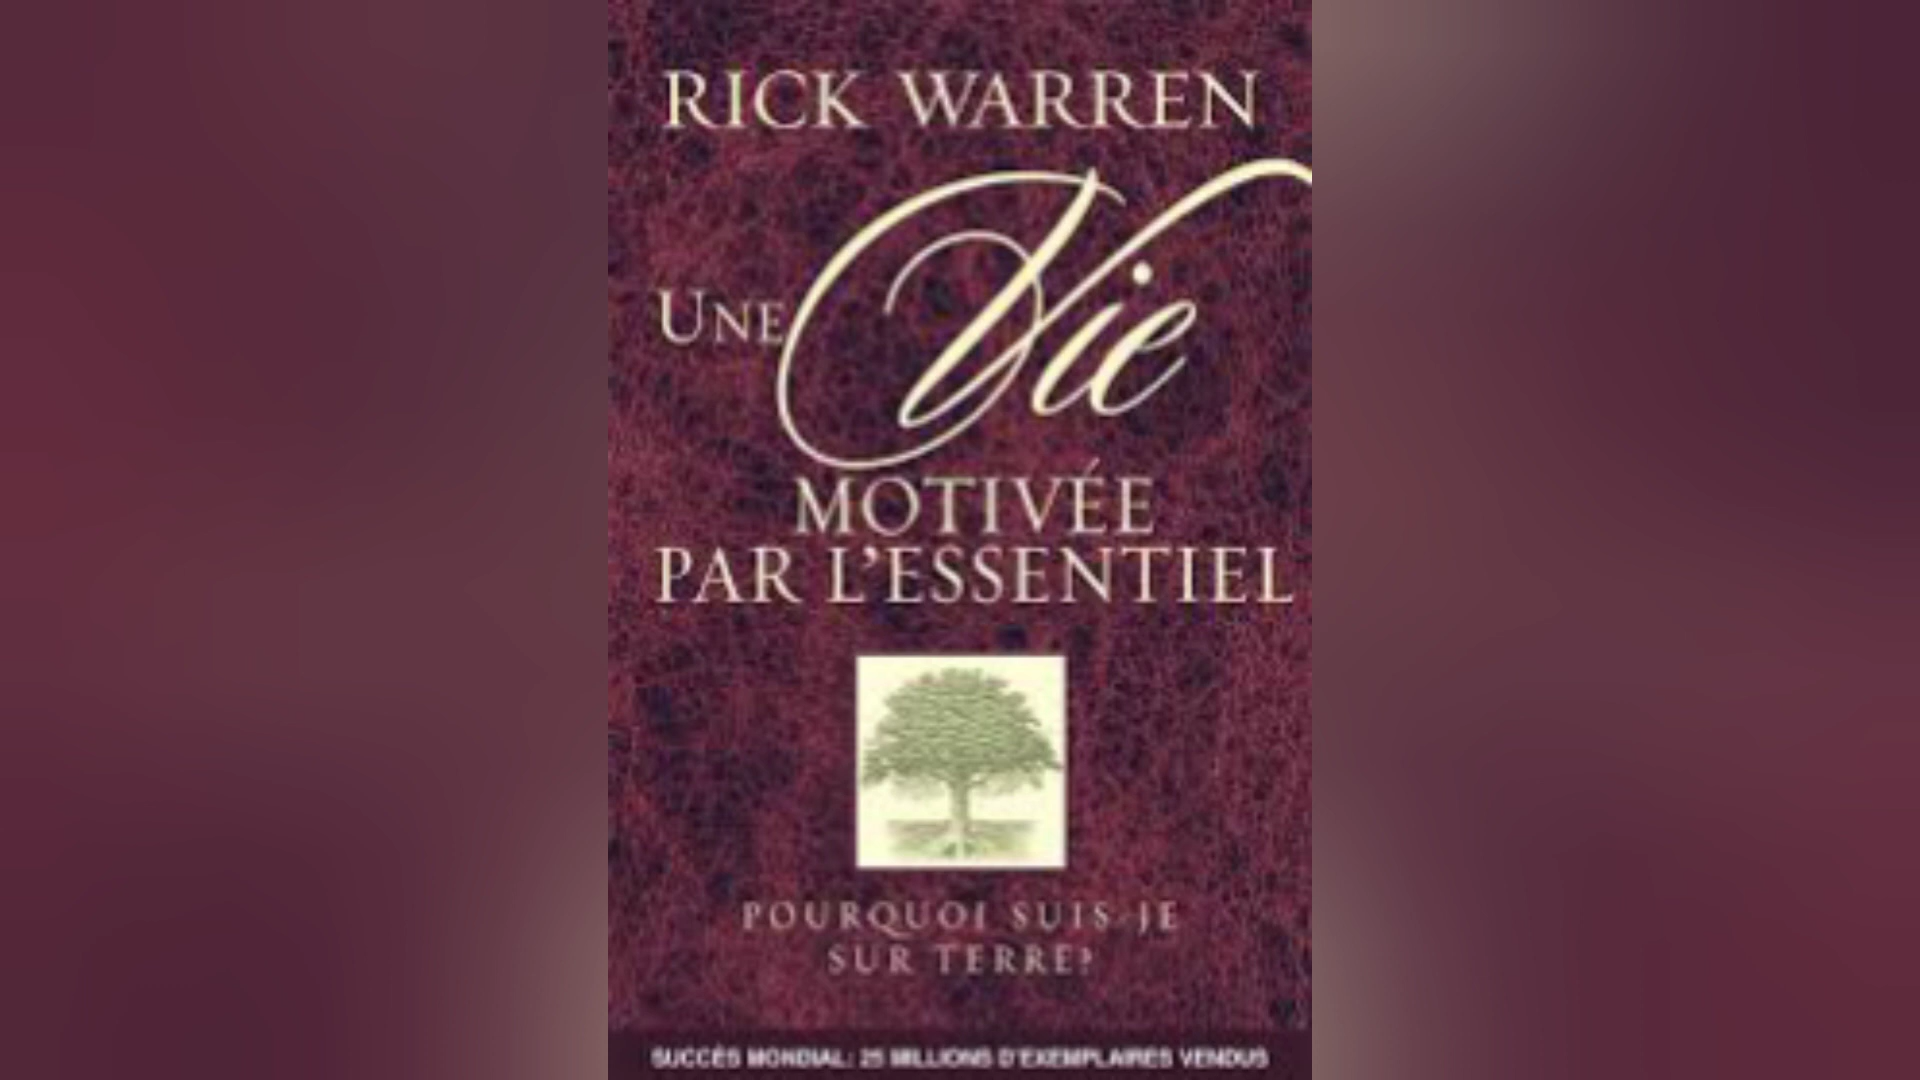 RICK WARREN
UNE Vie
MOTIVÉE
PAR L'ESSENTIEL
POURQUOI SUIS-JE
SUR TERRE?
SUCCÈS MONDIAL: 25 MILLIONS D'EXEMPLAIRES VENDUS